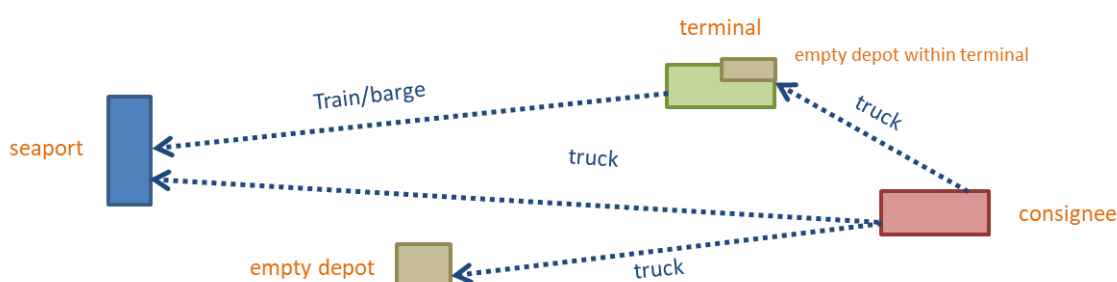 terminal
empty depot within terminal
Train/barge
truck
seaport
truck
consignee
empty depot
truck